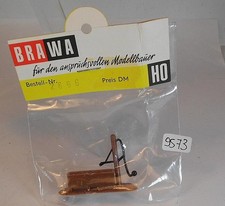 BRAWA
für den anspruchsvollen Modellbauer
Bestell-Nr. Preis DM
HO
9573